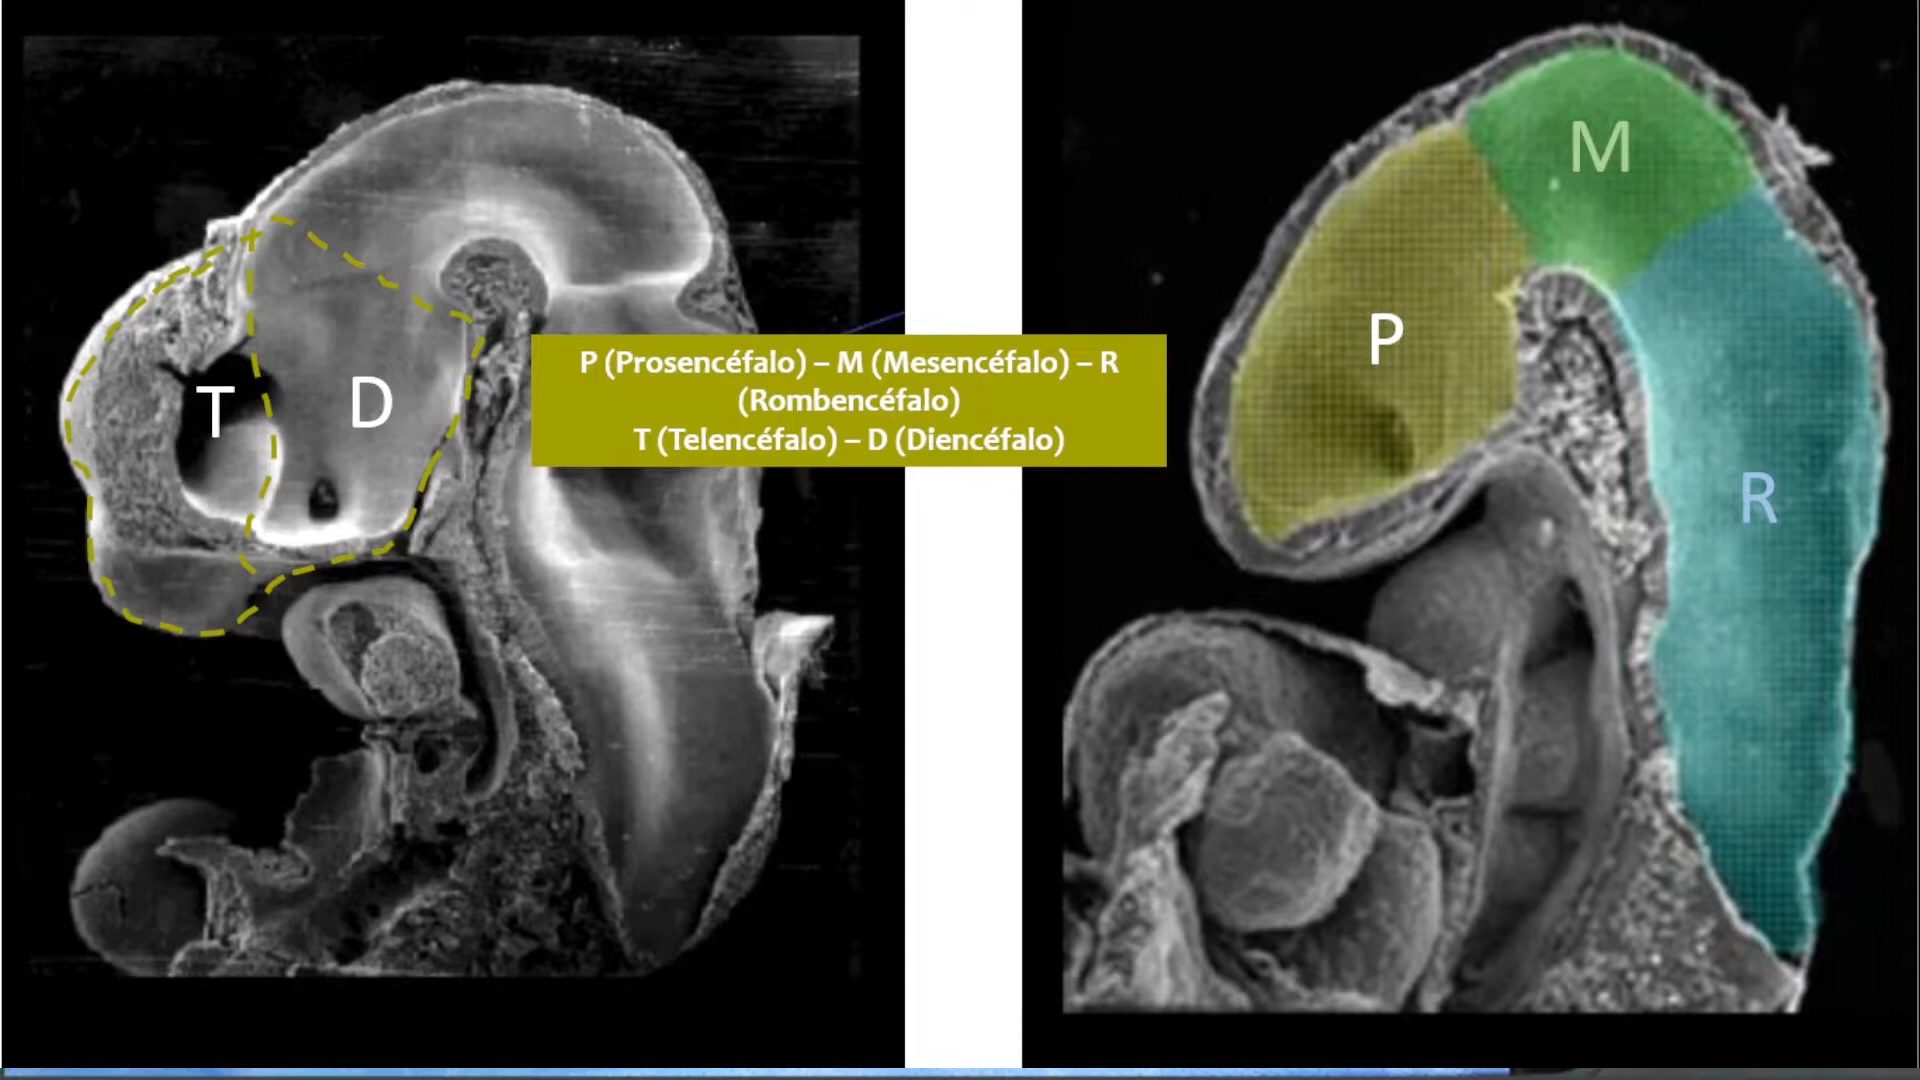 T
D
P (Prosencéfalo) – M (Mesencéfalo) – R
(Rombencéfalo)
T (Telencéfalo) – D (Diencéfalo)
M
P
R